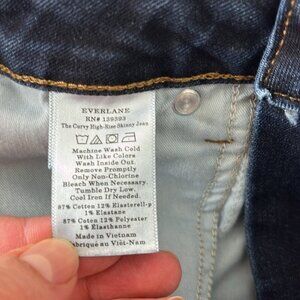 EVERLANE
RN# 139393
The Curvy High-Rise Skinny Jean
Machine Wash Cold
With Like Colors
Wash Inside Out.
Remove Promptly
Only Non-Chlorine
Bleach When Necessary.
Tumble Dry Low.
Cool Iron If Needed.
87% Cotton 12% Elasterell-p
1% Elastane
87% Coton 12% Polyester
1% Élasthanne
Made in Vietnam
Fabriqué au Viêt-Nam